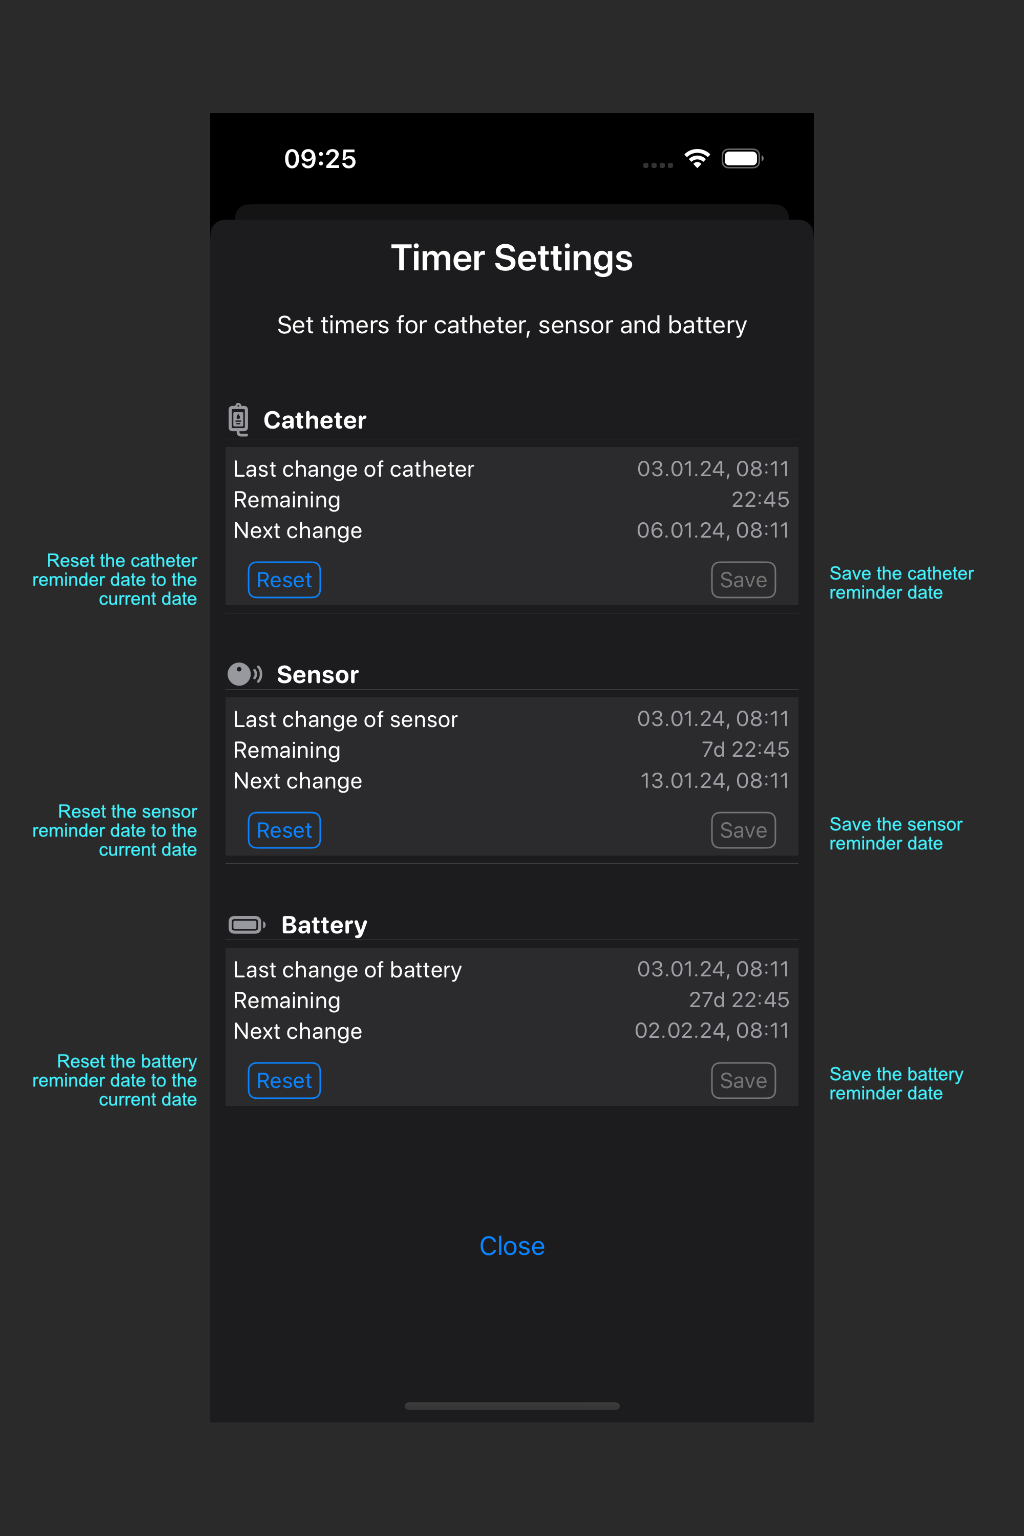 09:25
Timer Settings
Set timers for catheter, sensor and battery
Catheter
Last change of catheter 03.01.24, 08:11
Remaining 22:45
Next change 06.01.24, 08:11
Reset the catheter
reminder date to the
current date
Reset Save
Save the catheter
reminder date
Sensor
Last change of sensor 03.01.24, 08:11
Remaining 7d 22:45
Next change 13.01.24, 08:11
Reset the sensor
reminder date to the
current date
Reset Save
Save the sensor
reminder date
Battery
Last change of battery 03.01.24, 08:11
Remaining 27d 22:45
Next change 02.02.24, 08:11
Reset the battery
reminder date to the
current date
Reset Save
Save the battery
reminder date
Close